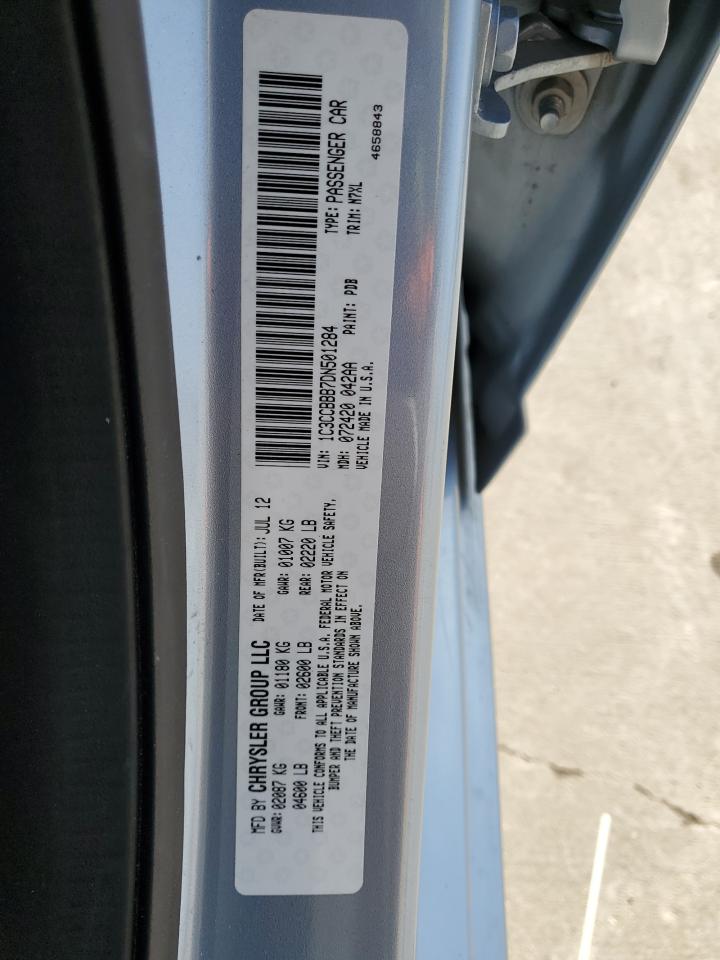 MFD BY CHRYSLER GROUP LLC DATE OF MFR(BUILT): JUL 12
GVWR: 02087 KG GAWR: 01180 KG GAWR: 01007 KG
04600 LB FRONT: 02600 LB REAR: 02220 LB
THIS VEHICLE CONFORMS TO ALL APPLICABLE U.S.A. FEDERAL MOTOR VEHICLE SAFETY,
BUMPER AND THEFT PREVENTION STANDARDS IN EFFECT ON
THE DATE OF MANUFACTURE SHOWN ABOVE.
VIN: 1C3CCBBB7DN501284 TYPE: PASSENGER CAR
MDH: 072420 042AA PAINT: PDB TRIM: M7XL
VEHICLE MADE IN U.S.A. 4658843